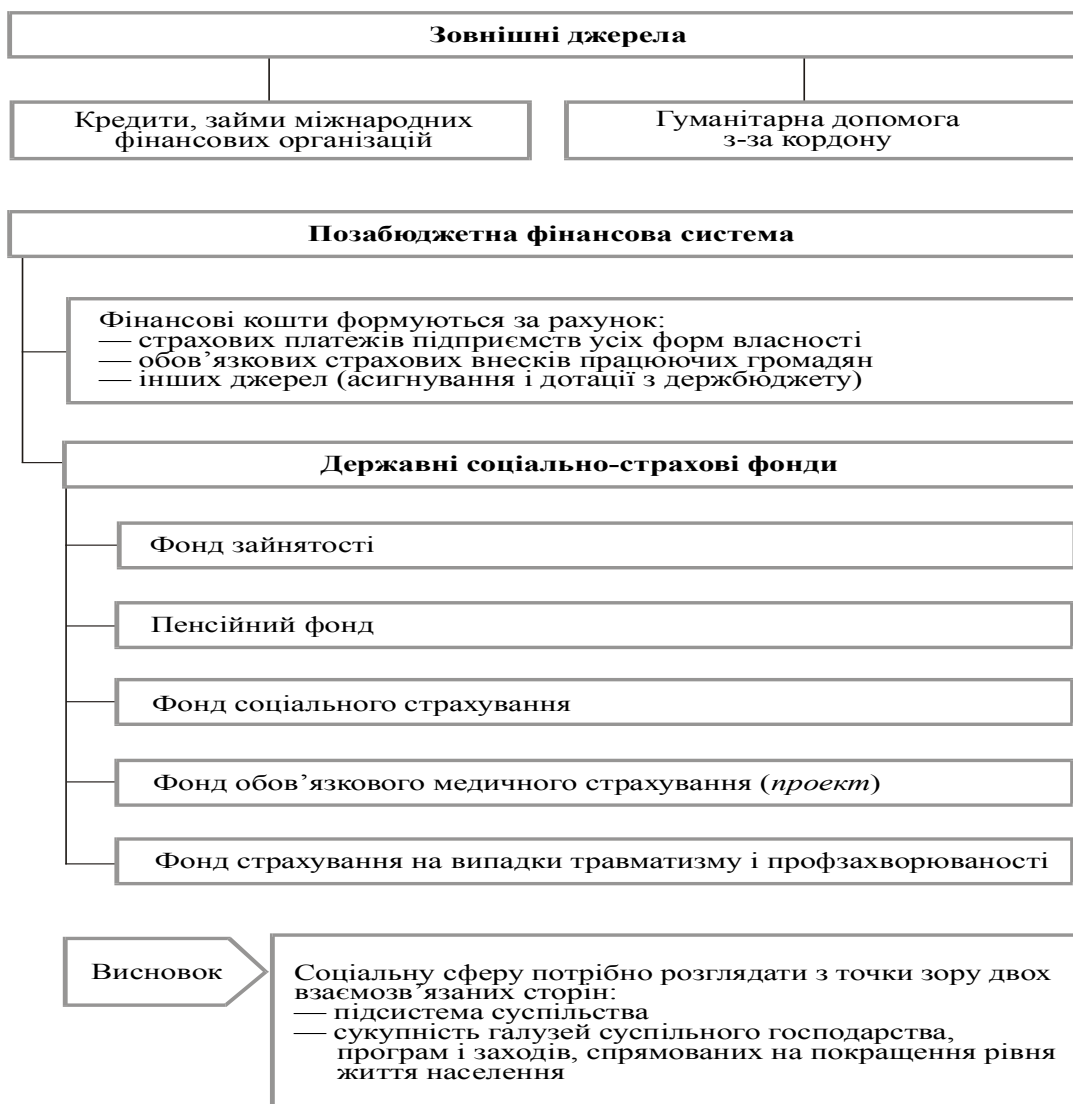 Зовнішні джерела
Кредити, займи міжнародних
фінансових організацій
Гуманітарна допомога
з-за кордону
Позабюджетна фінансова система
Фінансові кошти формуються за рахунок:
— страхових платежів підприємств усіх форм власності
— обов’язкових страхових внесків працюючих громадян
— інших джерел (асигнування і дотації з держбюджету)
Державні соціально-страхові фонди
Фонд зайнятості
Пенсійний фонд
Фонд соціального страхування
Фонд обов’язкового медичного страхування (проект)
Фонд страхування на випадки травматизму і профзахворюваності
Висновок
Соціальну сферу потрібно розглядати з точки зору двох
взаємозв’язаних сторін:
— підсистема суспільства
— сукупність галузей суспільного господарства,
програм і заходів, спрямованих на покращення рівня
життя населення